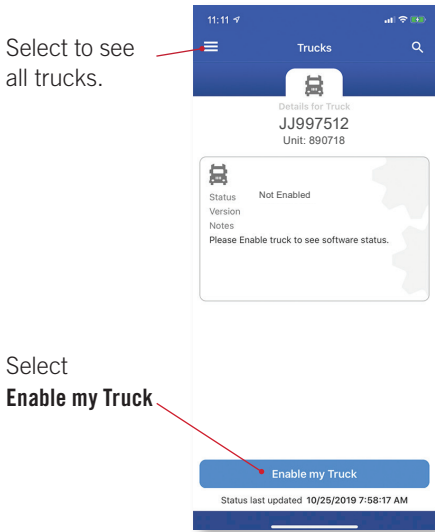 11:11
Select to see
all trucks.
Trucks
Details for Truck
JJ997512
Unit: 890718
Status Not Enabled
Version
Notes
Please Enable truck to see software status.
Select
Enable my Truck
Enable my Truck
Status last updated 10/25/2019 7:58:17 AM